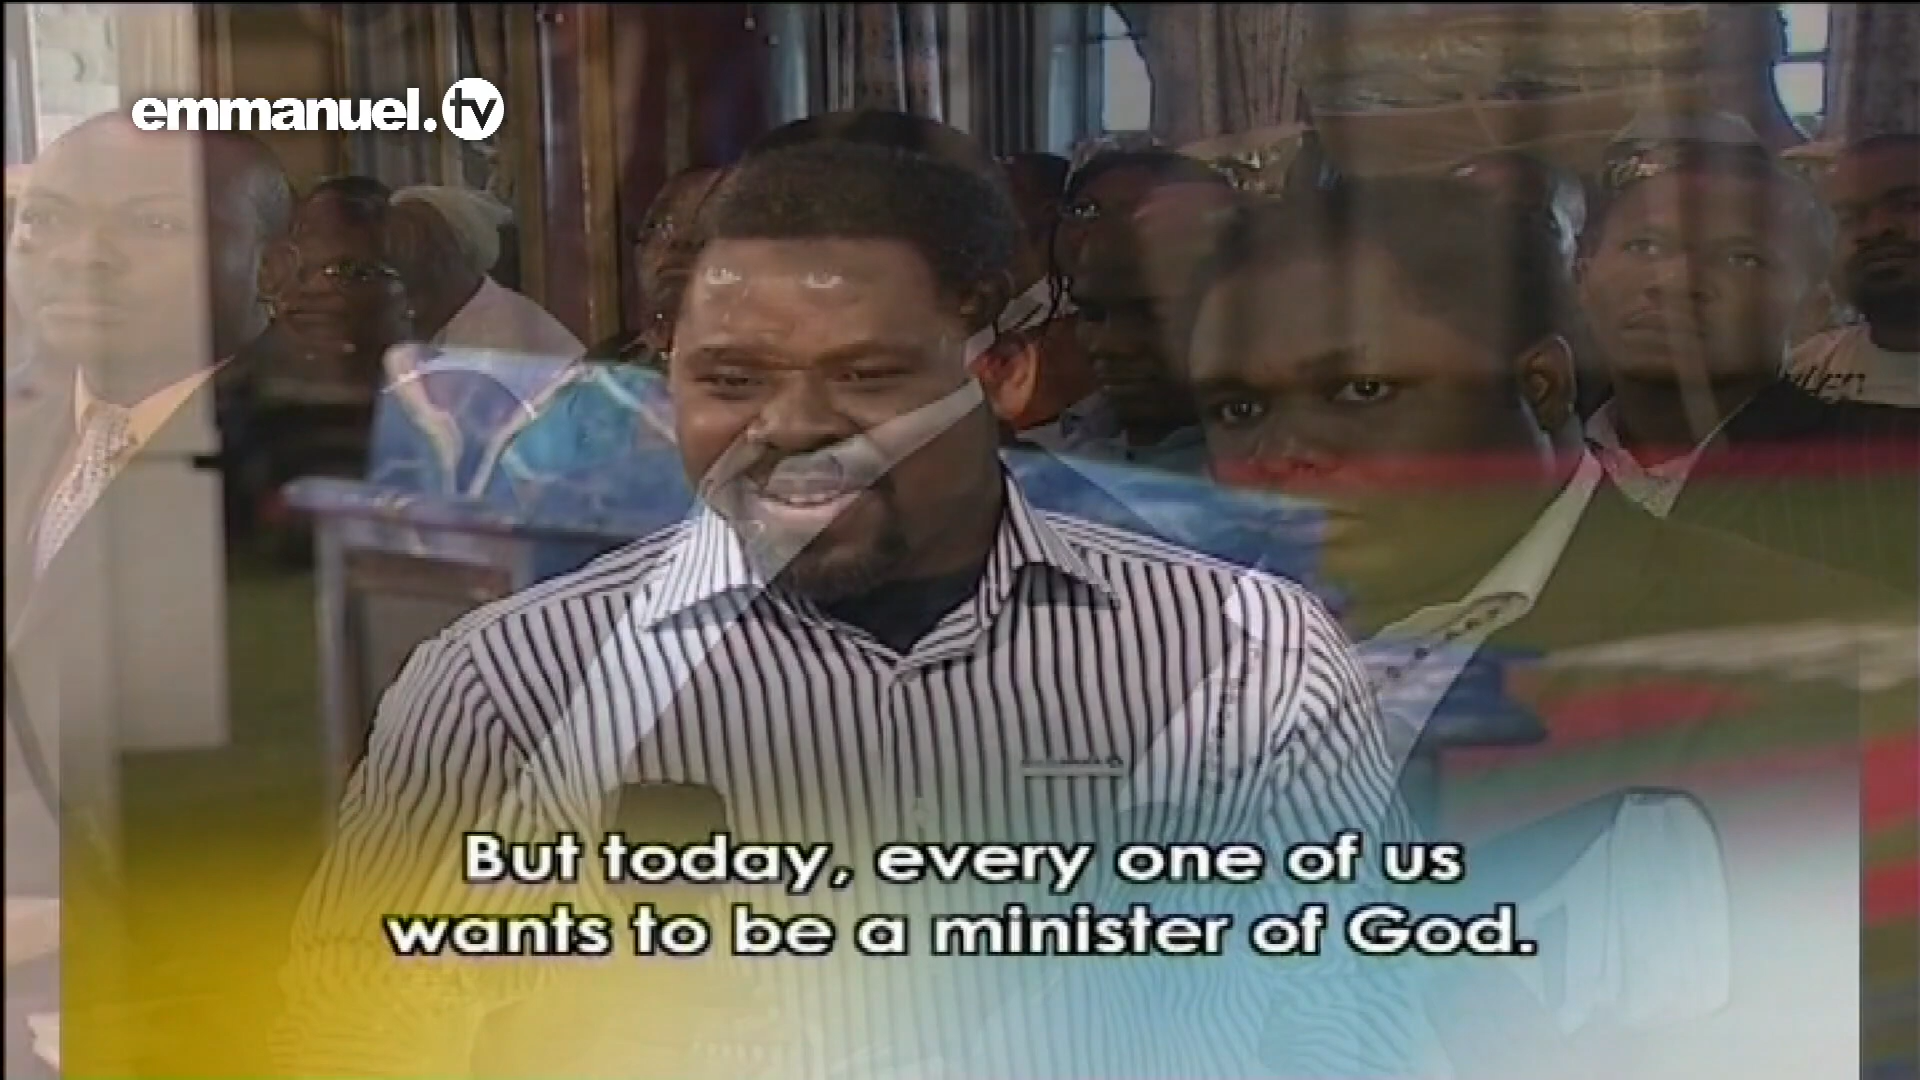 emmanuel.tv
But today, every one of us
wants to be a minister of God.